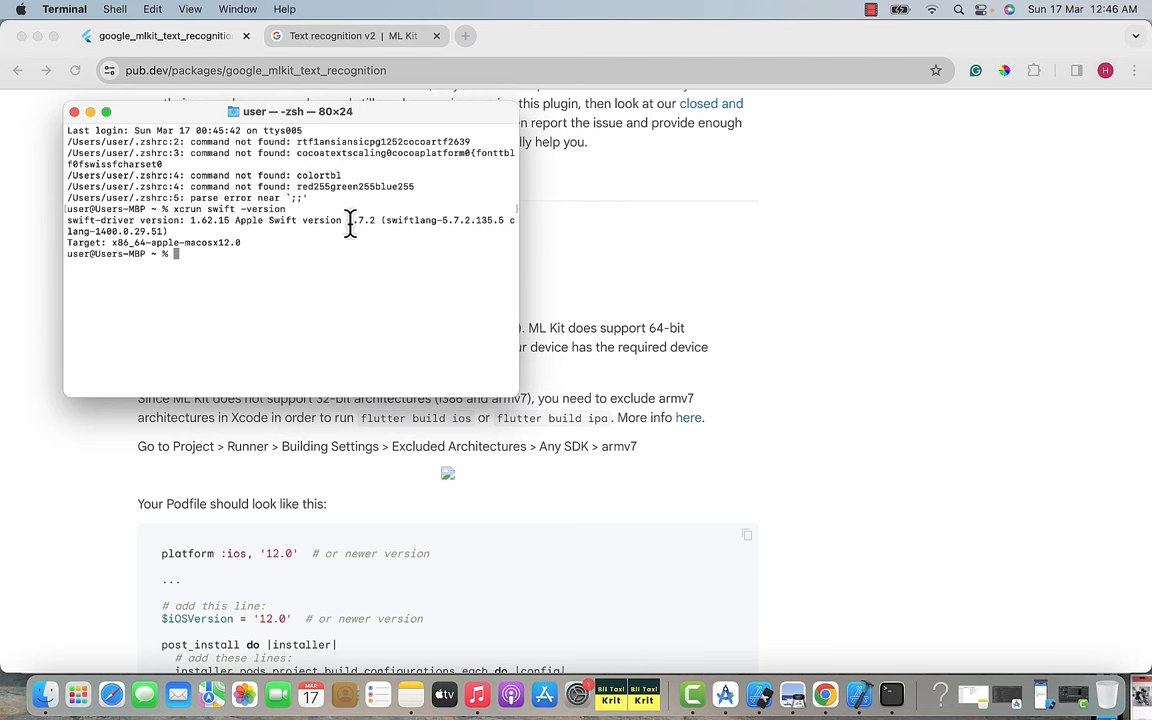 Terminal Shell Edit View Window Help Sun 17 Mar 12:46 AM
google_mlkit_text_recognitio Text recognition v2 | ML Kit
pub.dev/packages/google_mlkit_text_recognition H
this plugin, then look at our closed and
user — -zsh — 80×24
n report the issue and provide enough
Last login: Sun Mar 17 00:45:42 on ttys005
/Users/user/.zshrc:2: command not found: rtf1ansiansicpg1252cocoartf2639
/Users/user/.zshrc:3: command not found: cocoatextscaling0cocoaplatform0{fonttbl
f0fswissfcharset0
/Users/user/.zshrc:4: command not found: colortbl
/Users/user/.zshrc:4: command not found: red255green255blue255
/Users/user/.zshrc:5: parse error near `;;'
user@Users-MBP ~ % xcrun swift -version
swift-driver version: 1.62.15 Apple Swift version .7.2 (swiftlang-5.7.2.135.5 c
lang-1400.0.29.51)
Target: x86_64-apple-macosx12.0
user@Users-MBP ~ %
). ML Kit does support 64-bit
ur device has the required device
Since ML Kit does not support 32-bit architectures (i386 and armv7), you need to exclude armv7
architectures in Xcode in order to run flutter build ios or flutter build ipa. More info here.
Go to Project > Runner > Building Settings > Excluded Architectures > Any SDK > armv7
Your Podfile should look like this:
platform :ios, '12.0' # or newer version
...
# add this line:
$iOSVersion = '12.0' # or newer version
post_install do |installer|
# add these lines:
installer.pods_project.build_configurations.each do |config|
MAR
17
tv
Bil Taxi Bil Taxi
Krit Krit